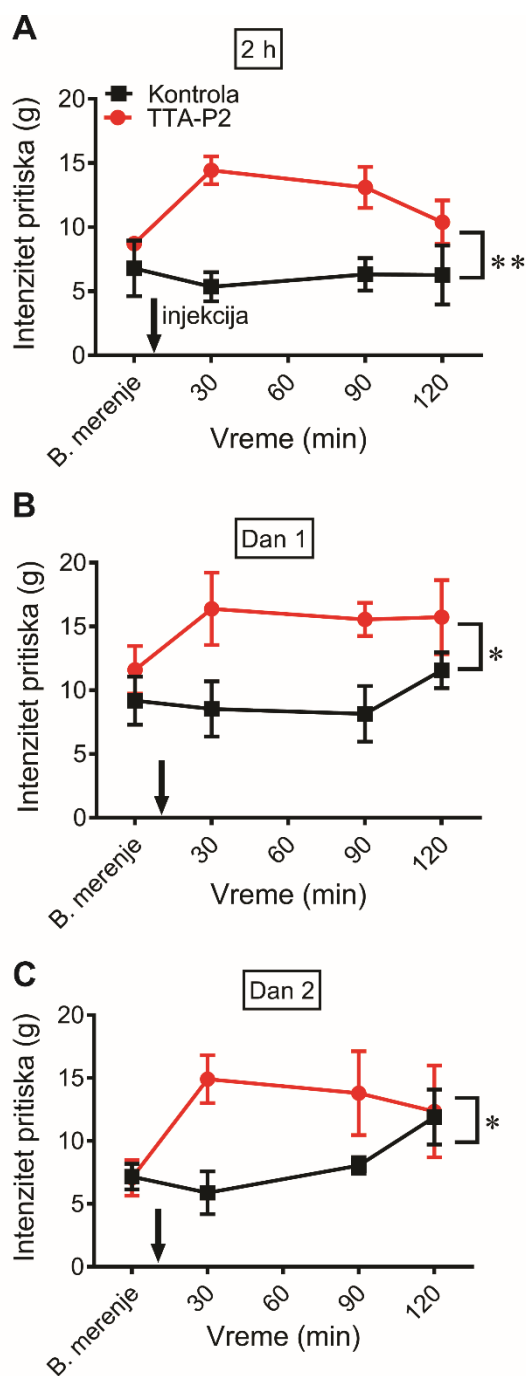 A
2 h
Kontrola
TTA-P2
Intenzitet pritiska (g)
20
15
10
5
0
**
injekcija
B. merenje
30
60
90
120
Vreme (min)
B
Dan 1
Intenzitet pritiska (g)
20
15
10
5
0
*
B. merenje
30
60
90
120
Vreme (min)
C
Dan 2
Intenzitet pritiska (g)
20
15
10
5
0
*
B. merenje
30
60
90
120
Vreme (min)